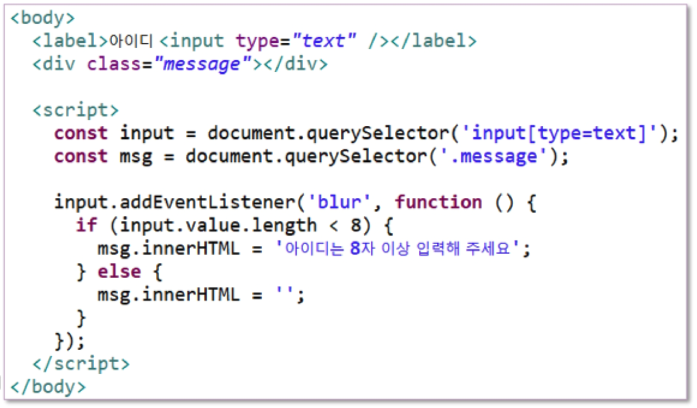 <body>
<label>아이디 <input type="text" /></label>
<div class="message"></div>
<script>
const input = document.querySelector('input[type=text]');
const msg = document.querySelector('.message');
input.addEventListener('blur', function () {
if (input.value.length < 8) {
msg.innerHTML = '아이디는 8자 이상 입력해 주세요';
} else {
msg.innerHTML = '';
}
});
</script>
</body>